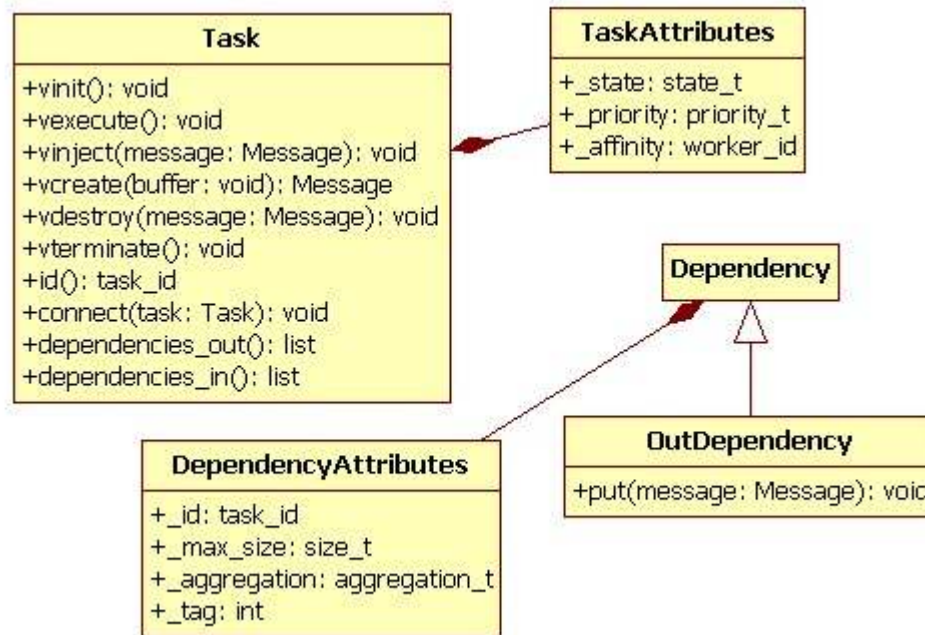 Task
+vinit(): void
+vexecute(): void
+vinject(message: Message): void
+vcreate(buffer: void): Message
+vdestroy(message: Message): void
+vterminate(): void
+id(): task_id
+connect(task: Task): void
+dependencies_out(): list
+dependencies_in(): list
TaskAttributes
+_state: state_t
+_priority: priority_t
+_affinity: worker_id
Dependency
DependencyAttributes
+_id: task_id
+_max_size: size_t
+_aggregation: aggregation_t
+_tag: int
OutDependency
+put(message: Message): void